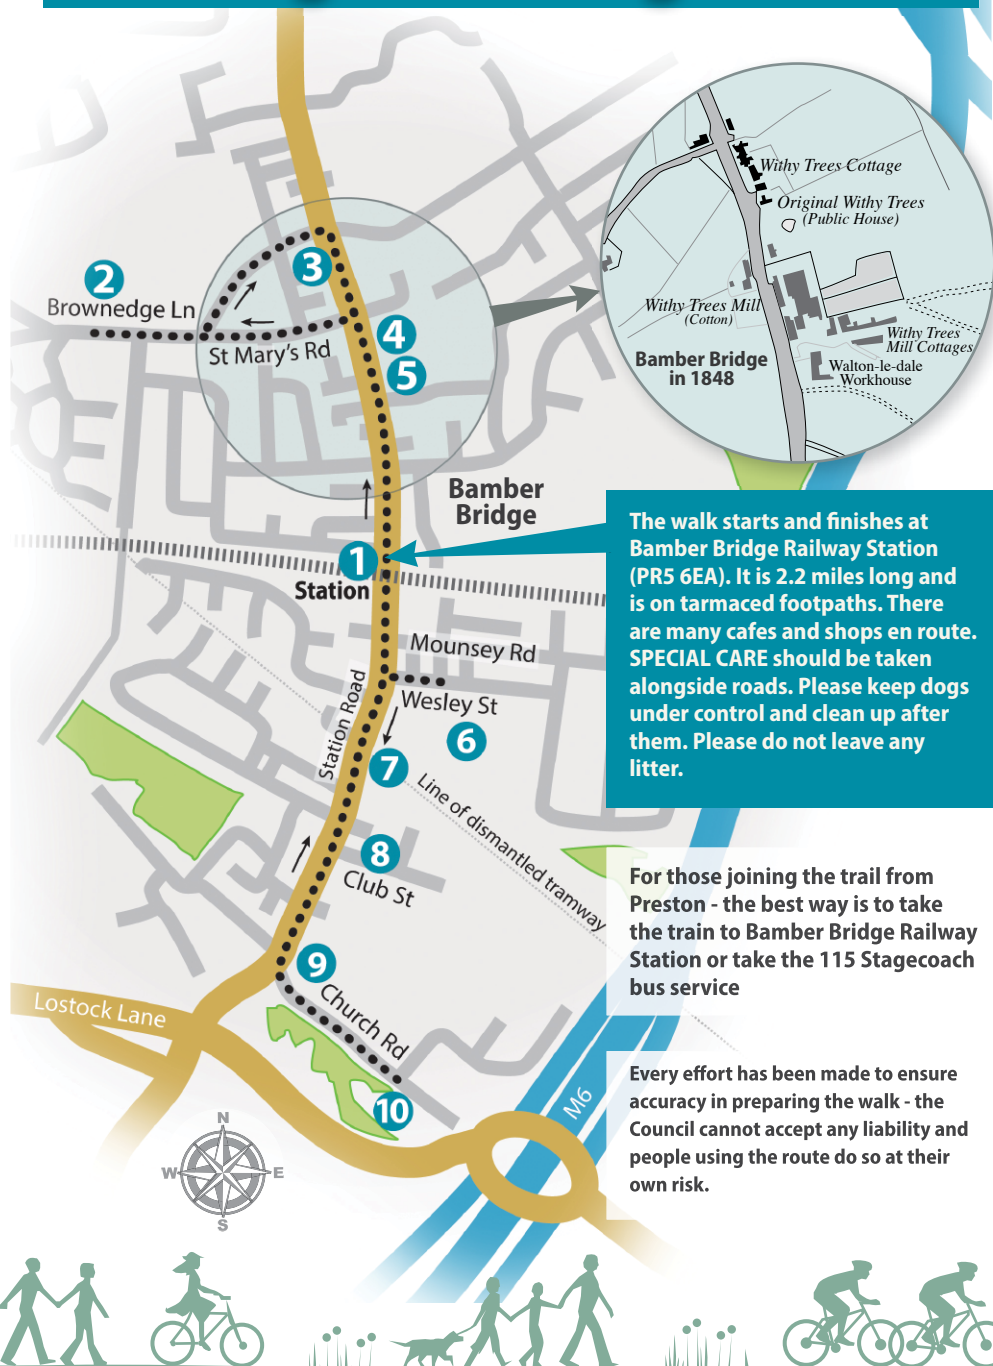 Withy Trees Cottage
Original Withy Trees
(Public House)
Withy Trees Mill
(Cotton)
Withy Trees
Mill Cottages
Bamber Bridge
in 1848
Walton-le-dale
Workhouse
2
Brownedge Ln
3
St Mary's Rd
4
5
Bamber
Bridge
1
Station
The walk starts and finishes at
Bamber Bridge Railway Station
(PR5 6EA). It is 2.2 miles long and
is on tarmaced footpaths. There
are many cafes and shops en route.
SPECIAL CARE should be taken
alongside roads. Please keep dogs
under control and clean up after
them. Please do not leave any
litter.
Mounsey Rd
Wesley St
Station Road
6
7
Line of dismantled tramway
8
Club St
9
Church Rd
Lostock Lane
10
M6
For those joining the trail from
Preston - the best way is to take
the train to Bamber Bridge Railway
Station or take the 115 Stagecoach
bus service
Every effort has been made to ensure
accuracy in preparing the walk - the
Council cannot accept any liability and
people using the route do so at their
own risk.
N
W
E
S